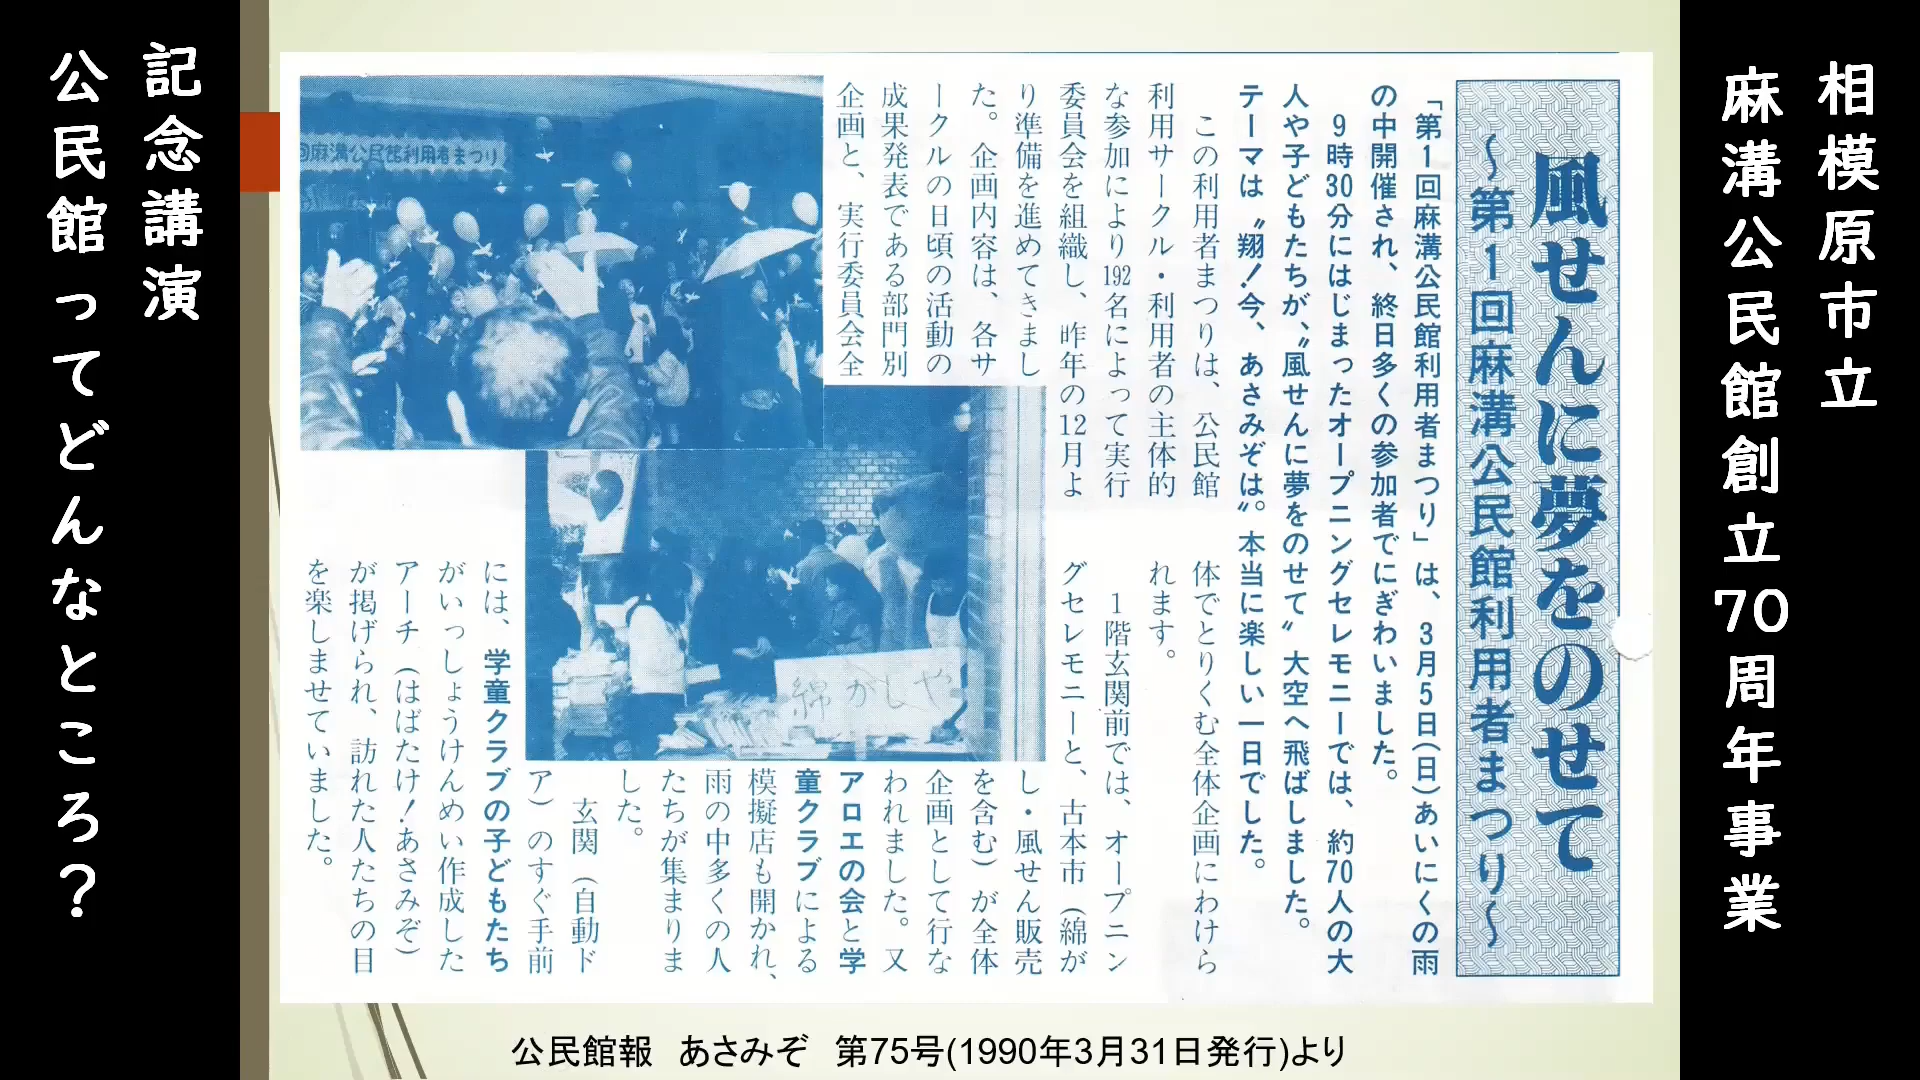 相模原市立
麻溝公民館創立70周年事業
風せんに夢をのせて
〜第1回麻溝公民館利用者まつり〜
「第1回麻溝公民館利用者まつり」は、3月5日(日)あいにくの雨
の中開催され、終日多くの参加者でにぎわいました。
9時30分にはじまったオープニングセレモニーでは、約70人の大
人や子どもたちが、〝風せんに夢をのせて〟大空へ飛ばしました。
テーマは〝翔!今、あさみぞは〟。本当に楽しい一日でした。
この利用者まつりは、公民館
利用サークル・利用者の主体的
な参加により192名によって実行
委員会を組織し、昨年の12月よ
り準備を進めてきまし
た。企画内容は、各サ
ークルの日頃の活動の
成果発表である部門別
企画と、実行委員会全
体でとりくむ全体企画にわけら
れます。
1階玄関前では、オープニン
グセレモニーと、古本市(綿が
し・風せん販売
を含む)が全体
企画として行な
われました。又
アロエの会と学
童クラブによる
模擬店も開かれ、
雨の中多くの人
たちが集まりま
した。
玄関(自動ド
ア)のすぐ手前
には、学童クラブの子どもたち
がいっしょうけんめい作成した
アーチ(はばたけ!あさみぞ)
が掲げられ、訪れた人たちの目
を楽しませていました。
回麻溝公民館利用者まつり
綿がしや
公民館報 あさみぞ 第75号(1990年3月31日発行)より
記念講演
公民館ってどんなところ?